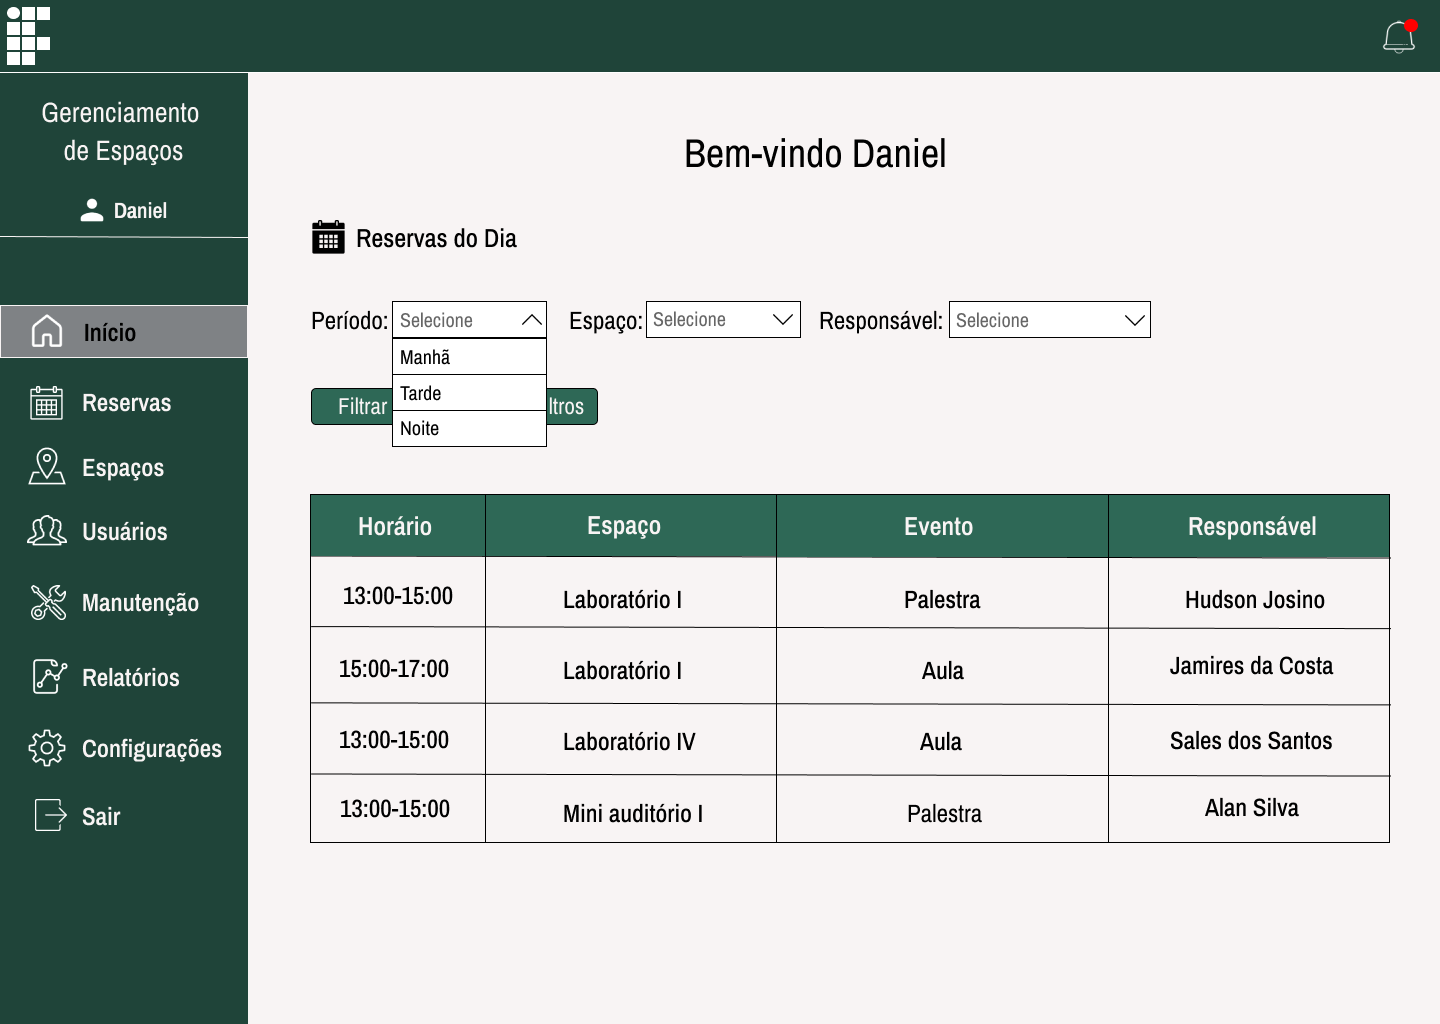 Gerenciamento
de Espaços
Daniel
Início
Reservas
Espaços
Usuários
Manutenção
Relatórios
Configurações
Sair
Bem-vindo Daniel
Reservas do Dia
Período: Selecione Espaço: Selecione Responsável: Selecione
Manhã
Tarde
Noite
Filtrar ltros
Horário Espaço Evento Responsável
13:00-15:00 Laboratório I Palestra Hudson Josino
15:00-17:00 Laboratório I Aula Jamires da Costa
13:00-15:00 Laboratório IV Aula Sales dos Santos
13:00-15:00 Mini auditório I Palestra Alan Silva